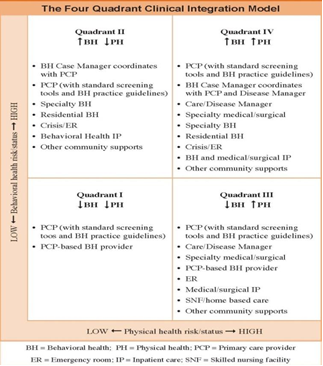 The Four Quadrant Clinical Integration Model
Quadrant II
↑BH ↓PH
• BH Case Manager coordinates
with PCP
• PCP (with standard screening
tools and BH practice guidelines)
• Specialty BH
• Residential BH
• Crisis/ER
• Behavioral Health IP
• Other community supports
Quadrant IV
↑BH ↑PH
• PCP (with standard screening
tools and BH practice guidelines)
• BH Case Manager coordinates
with PCP and Disease Manager
• Care/Disease Manager
• Specialty medical/surgical
• Specialty BH
• Residential BH
• Crisis/ER
• BH and medical/surgical IP
• Other community supports
Quadrant I
↓BH ↓PH
• PCP (with standard screening
toos and BH practice guidelines)
• PCP-based BH provider
Quadrant III
↓BH ↑PH
• PCP (with standard screening
tools and BH practice guidelines)
• Care/Disease Manager
• Specialty medical/surgical
• PCP-based BH provider
• ER
• Medical/surgical IP
• SNF/home based care
• Other community supports
LOW ← Behavioral health risk/status → HIGH
LOW ← Physical health risk/status → HIGH
BH = Behavioral health; PH = Physical health; PCP = Primary care provider
ER = Emergency room; IP = Inpatient care; SNF = Skilled nursing facility